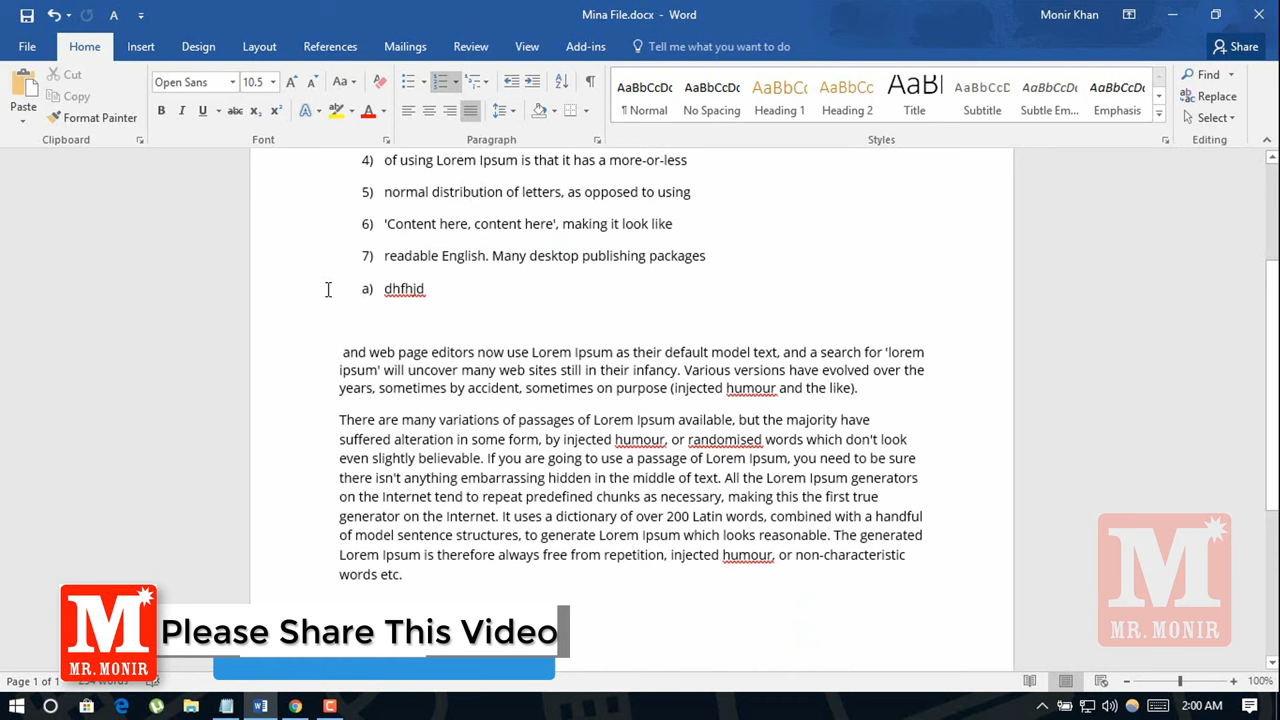 Mina File.docx - Word
Monir Khan
File Home Insert Design Layout References Mailings Review View Add-ins Tell me what you want to do Share
Paste
Cut
Copy
Format Painter
Clipboard
Open Sans 10.5
Font
Paragraph
AaBbCcDc AaBbCcDc AaBbCc AaBbCc AaBl AaBbCcDc AaBbCcDc AaBbCcDc
¶ Normal No Spacing Heading 1 Heading 2 Title Subtitle Subtle Em... Emphasis
Styles
Find
Replace
Select
Editing
4) of using Lorem Ipsum is that it has a more-or-less
5) normal distribution of letters, as opposed to using
6) 'Content here, content here', making it look like
7) readable English. Many desktop publishing packages
a) dhfhjd
and web page editors now use Lorem Ipsum as their default model text, and a search for 'lorem
ipsum' will uncover many web sites still in their infancy. Various versions have evolved over the
years, sometimes by accident, sometimes on purpose (injected humour and the like).
There are many variations of passages of Lorem Ipsum available, but the majority have
suffered alteration in some form, by injected humour, or randomised words which don't look
even slightly believable. If you are going to use a passage of Lorem Ipsum, you need to be sure
there isn't anything embarrassing hidden in the middle of text. All the Lorem Ipsum generators
on the Internet tend to repeat predefined chunks as necessary, making this the first true
generator on the Internet. It uses a dictionary of over 200 Latin words, combined with a handful
of model sentence structures, to generate Lorem Ipsum which looks reasonable. The generated
Lorem Ipsum is therefore always free from repetition, injected humour, or non-characteristic
words etc.
M
MR. MONIR
Please Share This Video
M
MR. MONIR
Page 1 of 1
100%
2:00 AM